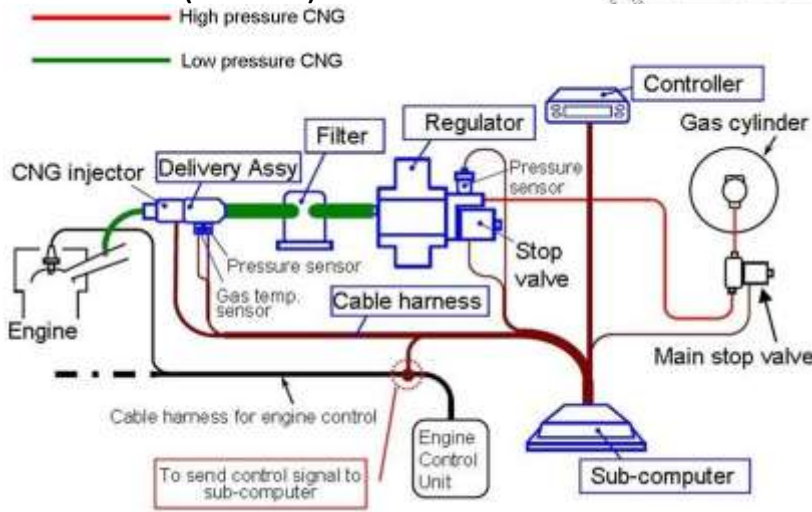 High pressure CNG
Low pressure CNG
Controller
Gas cylinder
Regulator
Filter
Pressure
sensor
CNG injector
Delivery Assy
Stop
valve
Pressure sensor
Gas temp.
sensor
Cable harness
Engine
Main stop valve
Cable harness for engine control
Engine
Control
Unit
To send control signal to
sub-computer
Sub-computer